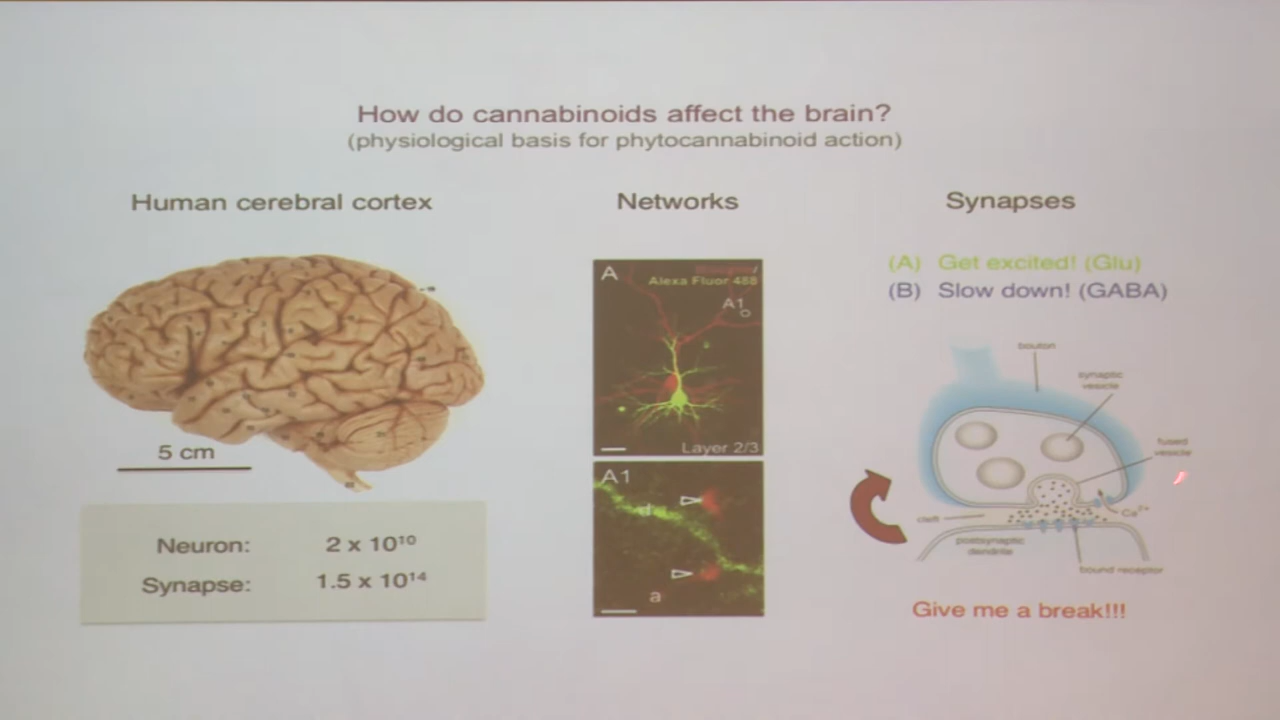 How do cannabinoids affect the brain?
(physiological basis for phytocannabinoid action)
Human cerebral cortex
5 cm
Neuron: 2 x 10¹⁰
Synapse: 1.5 x 10¹⁴
Networks
A
Alexa Fluor 488
A1
Layer 2/3
A1
d
a
Synapses
(A) Get excited! (Glu)
(B) Slow down! (GABA)
bouton
synaptic
vesicle
fused
vesicle
cleft
Ca²⁺
postsynaptic
dendrite
bound receptor
Give me a break!!!